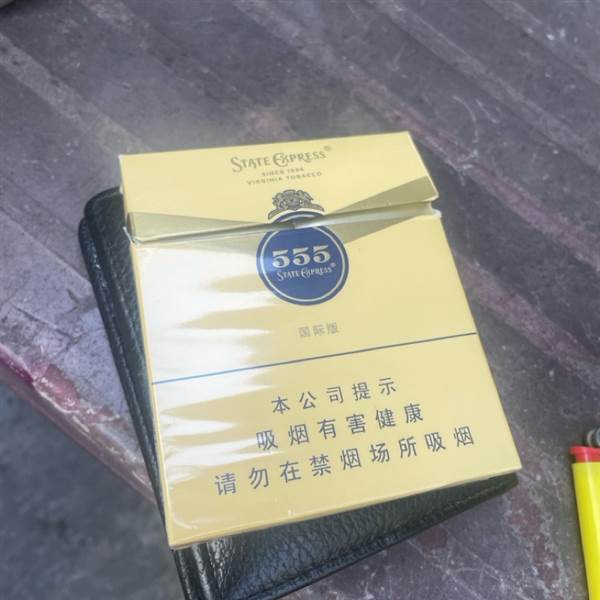 STATE EXPRESS®
SINCE 1896
VIRGINIA TOBACCO
555
STATE EXPRESS®
国际版
本公司提示
吸烟有害健康
请勿在禁烟场所吸烟